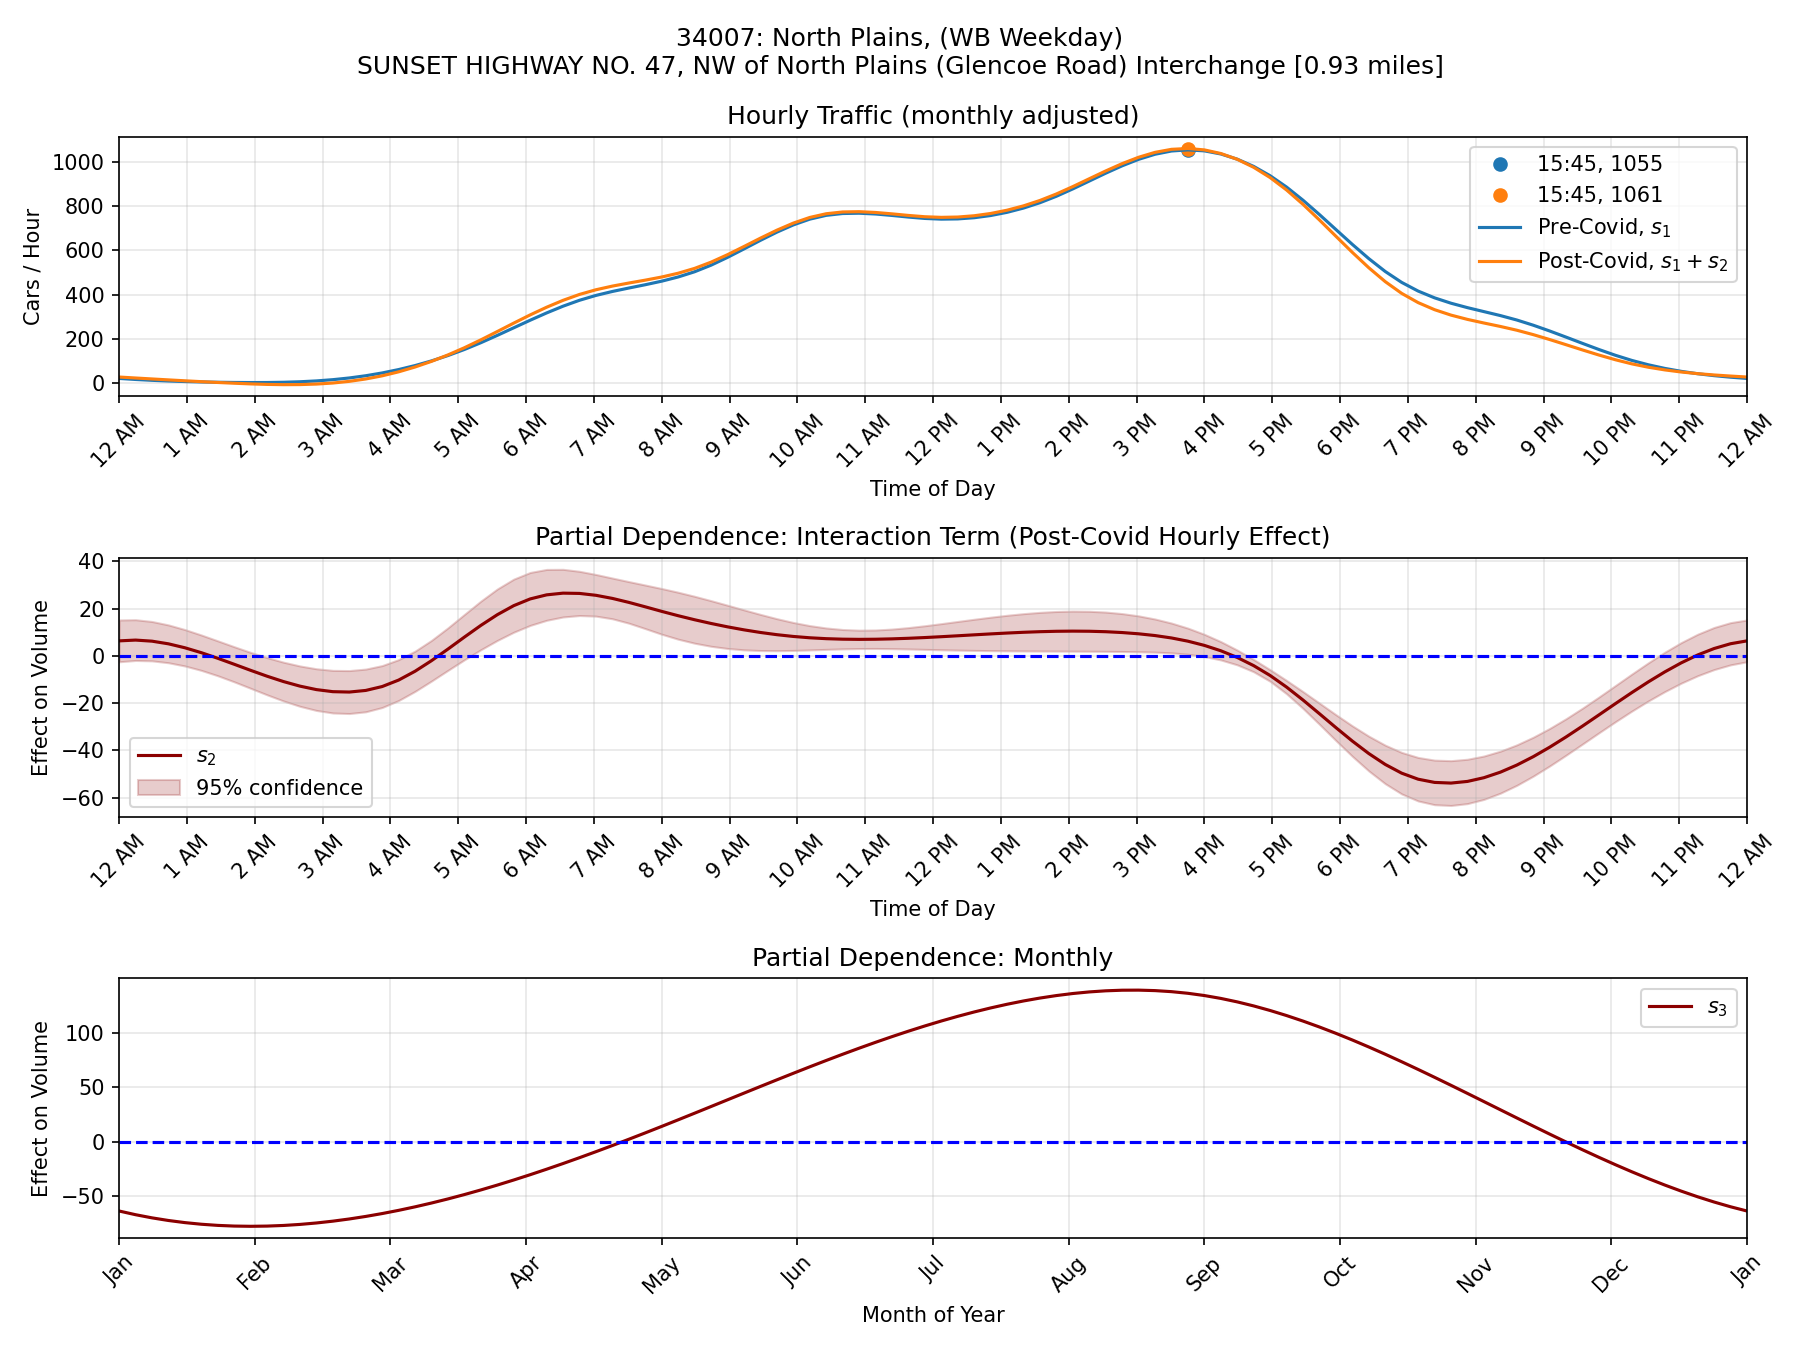 34007: North Plains, (WB Weekday)
SUNSET HIGHWAY NO. 47, NW of North Plains (Glencoe Road) Interchange [0.93 miles]
Hourly Traffic (monthly adjusted)
Cars / Hour
1000
800
600
400
200
0
15:45, 1055
15:45, 1061
Pre-Covid, s₁
Post-Covid, s₁ + s₂
12 AM 1 AM 2 AM 3 AM 4 AM 5 AM 6 AM 7 AM 8 AM 9 AM 10 AM 11 AM 12 PM 1 PM 2 PM 3 PM 4 PM 5 PM 6 PM 7 PM 8 PM 9 PM 10 PM 11 PM 12 AM
Time of Day
Partial Dependence: Interaction Term (Post-Covid Hourly Effect)
Effect on Volume
40
20
0
−20
−40
−60
s₂
95% confidence
12 AM 1 AM 2 AM 3 AM 4 AM 5 AM 6 AM 7 AM 8 AM 9 AM 10 AM 11 AM 12 PM 1 PM 2 PM 3 PM 4 PM 5 PM 6 PM 7 PM 8 PM 9 PM 10 PM 11 PM 12 AM
Time of Day
Partial Dependence: Monthly
Effect on Volume
100
50
0
−50
s₃
Jan Feb Mar Apr May Jun Jul Aug Sep Oct Nov Dec Jan
Month of Year